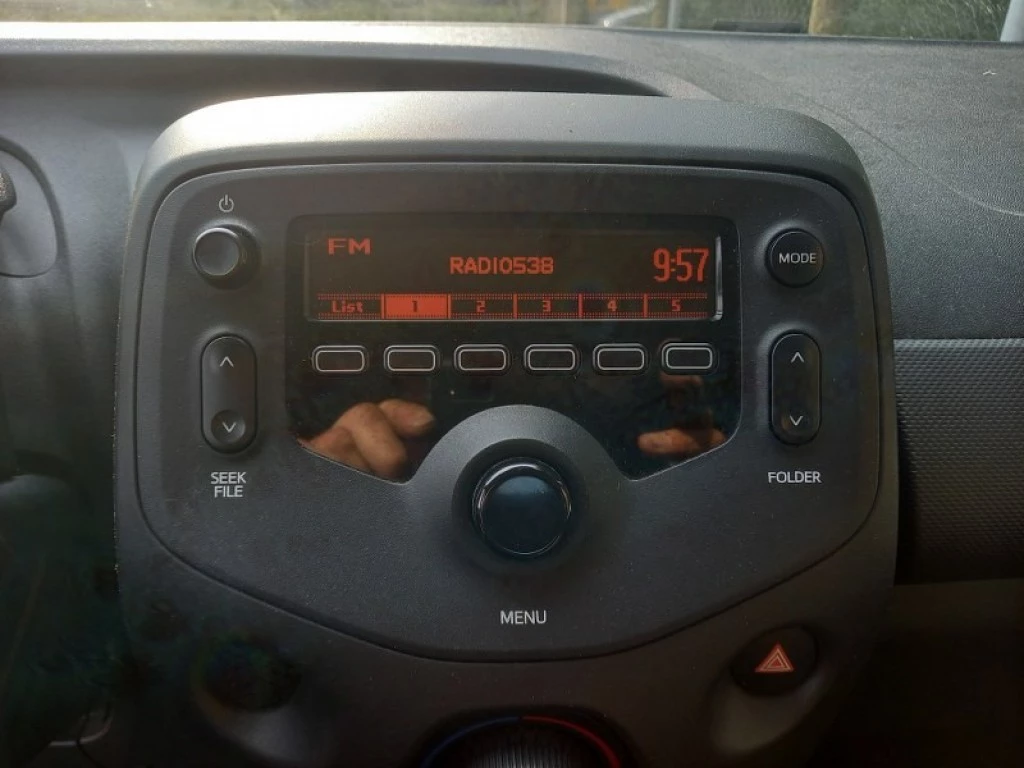 FM
RADIO538
9:57
List 1 2 3 4 5
MODE
SEEK
FILE
FOLDER
MENU